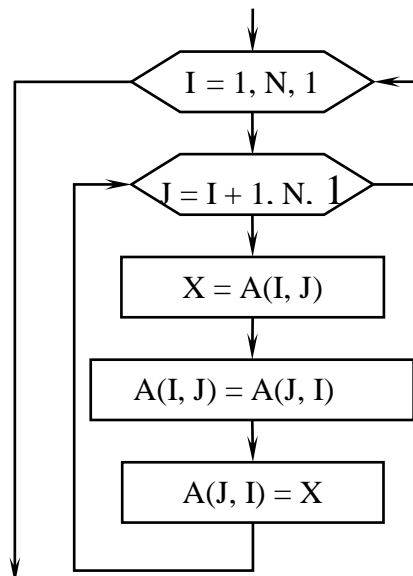 I = 1, N, 1
J = I + 1, N, 1
X = A(I, J)
A(I, J) = A(J, I)
A(J, I) = X